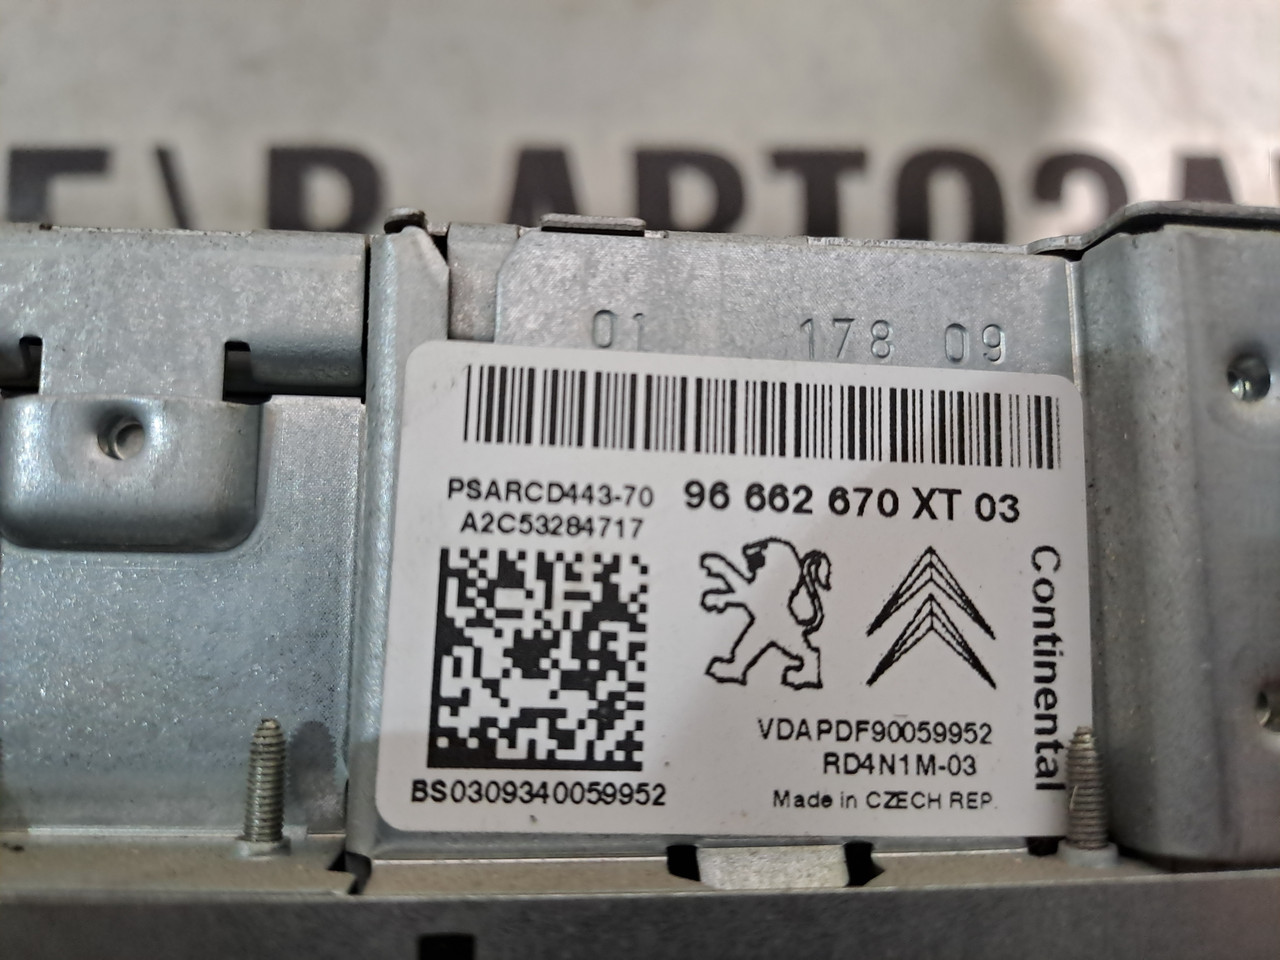 Е\В АВТОЗА
01 178 09
PSARCD443-70 96 662 670 XT 03
A2C53284717
Continental
VDAPDF90059952
RD4N1M-03
BS0309340059952
Made in CZECH REP.